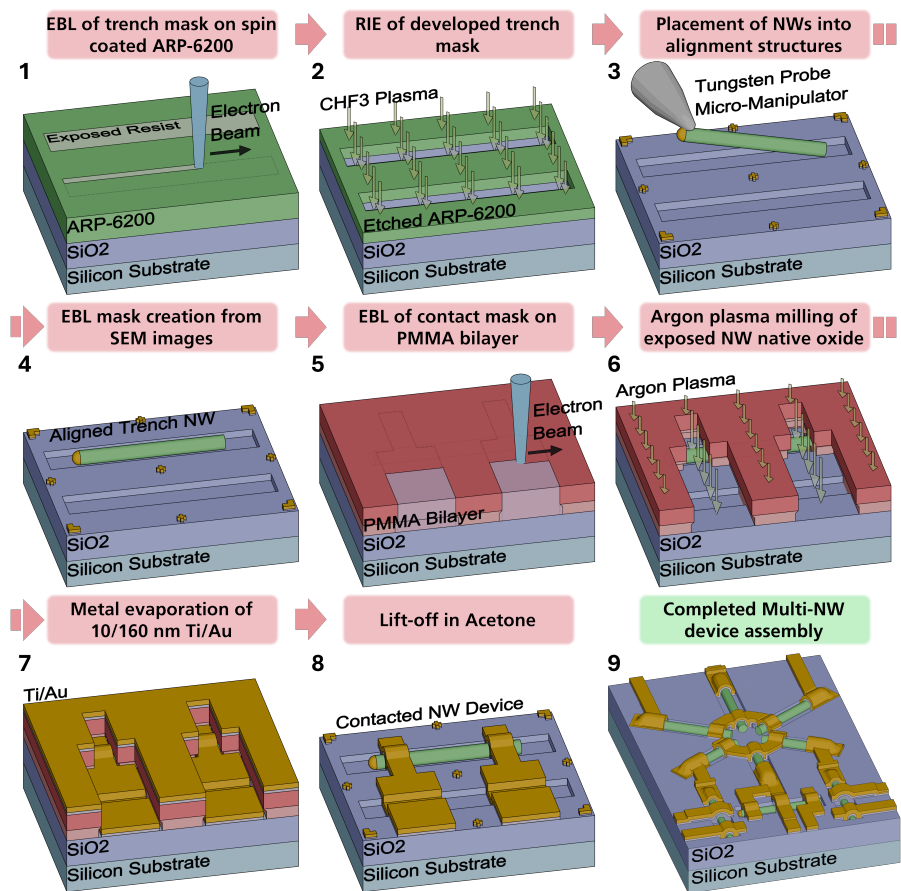 EBL of trench mask on spin
coated ARP-6200
RIE of developed trench
mask
Placement of NWs into
alignment structures
1
Exposed Resist
Electron
Beam
ARP-6200
SiO2
Silicon Substrate
2
CHF3 Plasma
Etched ARP-6200
SiO2
Silicon Substrate
3
Tungsten Probe
Micro-Manipulator
SiO2
Silicon Substrate
EBL mask creation from
SEM images
EBL of contact mask on
PMMA bilayer
Argon plasma milling of
exposed NW native oxide
4
Aligned Trench NW
SiO2
Silicon Substrate
5
Electron
Beam
PMMA Bilayer
SiO2
Silicon Substrate
6
Argon Plasma
SiO2
Silicon Substrate
Metal evaporation of
10/160 nm Ti/Au
Lift-off in Acetone
Completed Multi-NW
device assembly
7
Ti/Au
SiO2
Silicon Substrate
8
Contacted NW Device
SiO2
Silicon Substrate
9
SiO2
Silicon Substrate